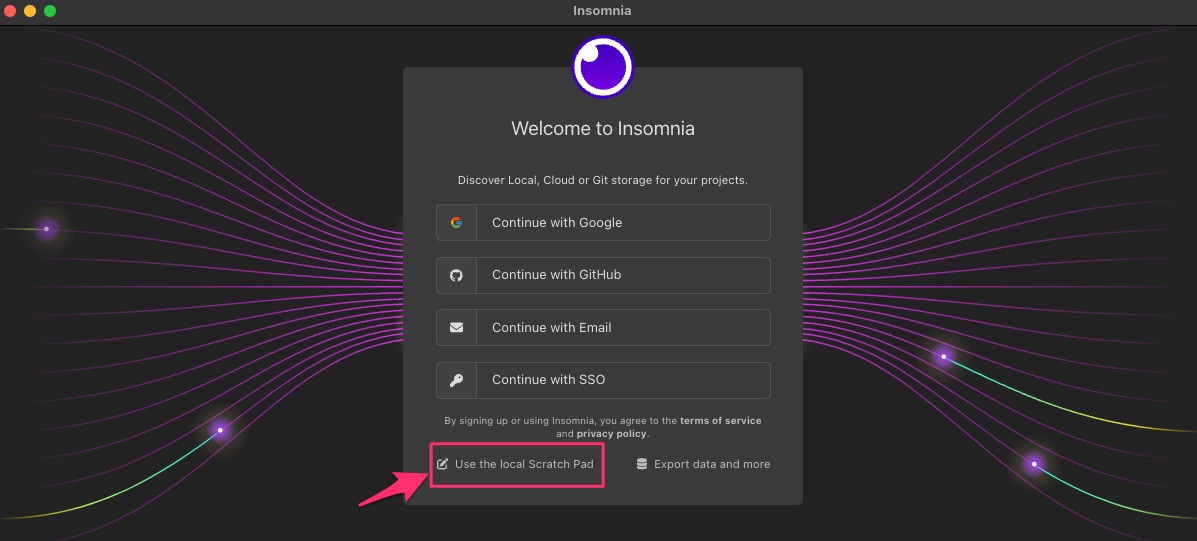 Insomnia
Welcome to Insomnia
Discover Local, Cloud or Git storage for your projects.
Continue with Google
Continue with GitHub
Continue with Email
Continue with SSO
By signing up or using Insomnia, you agree to the terms of service
and privacy policy.
Use the local Scratch Pad
Export data and more